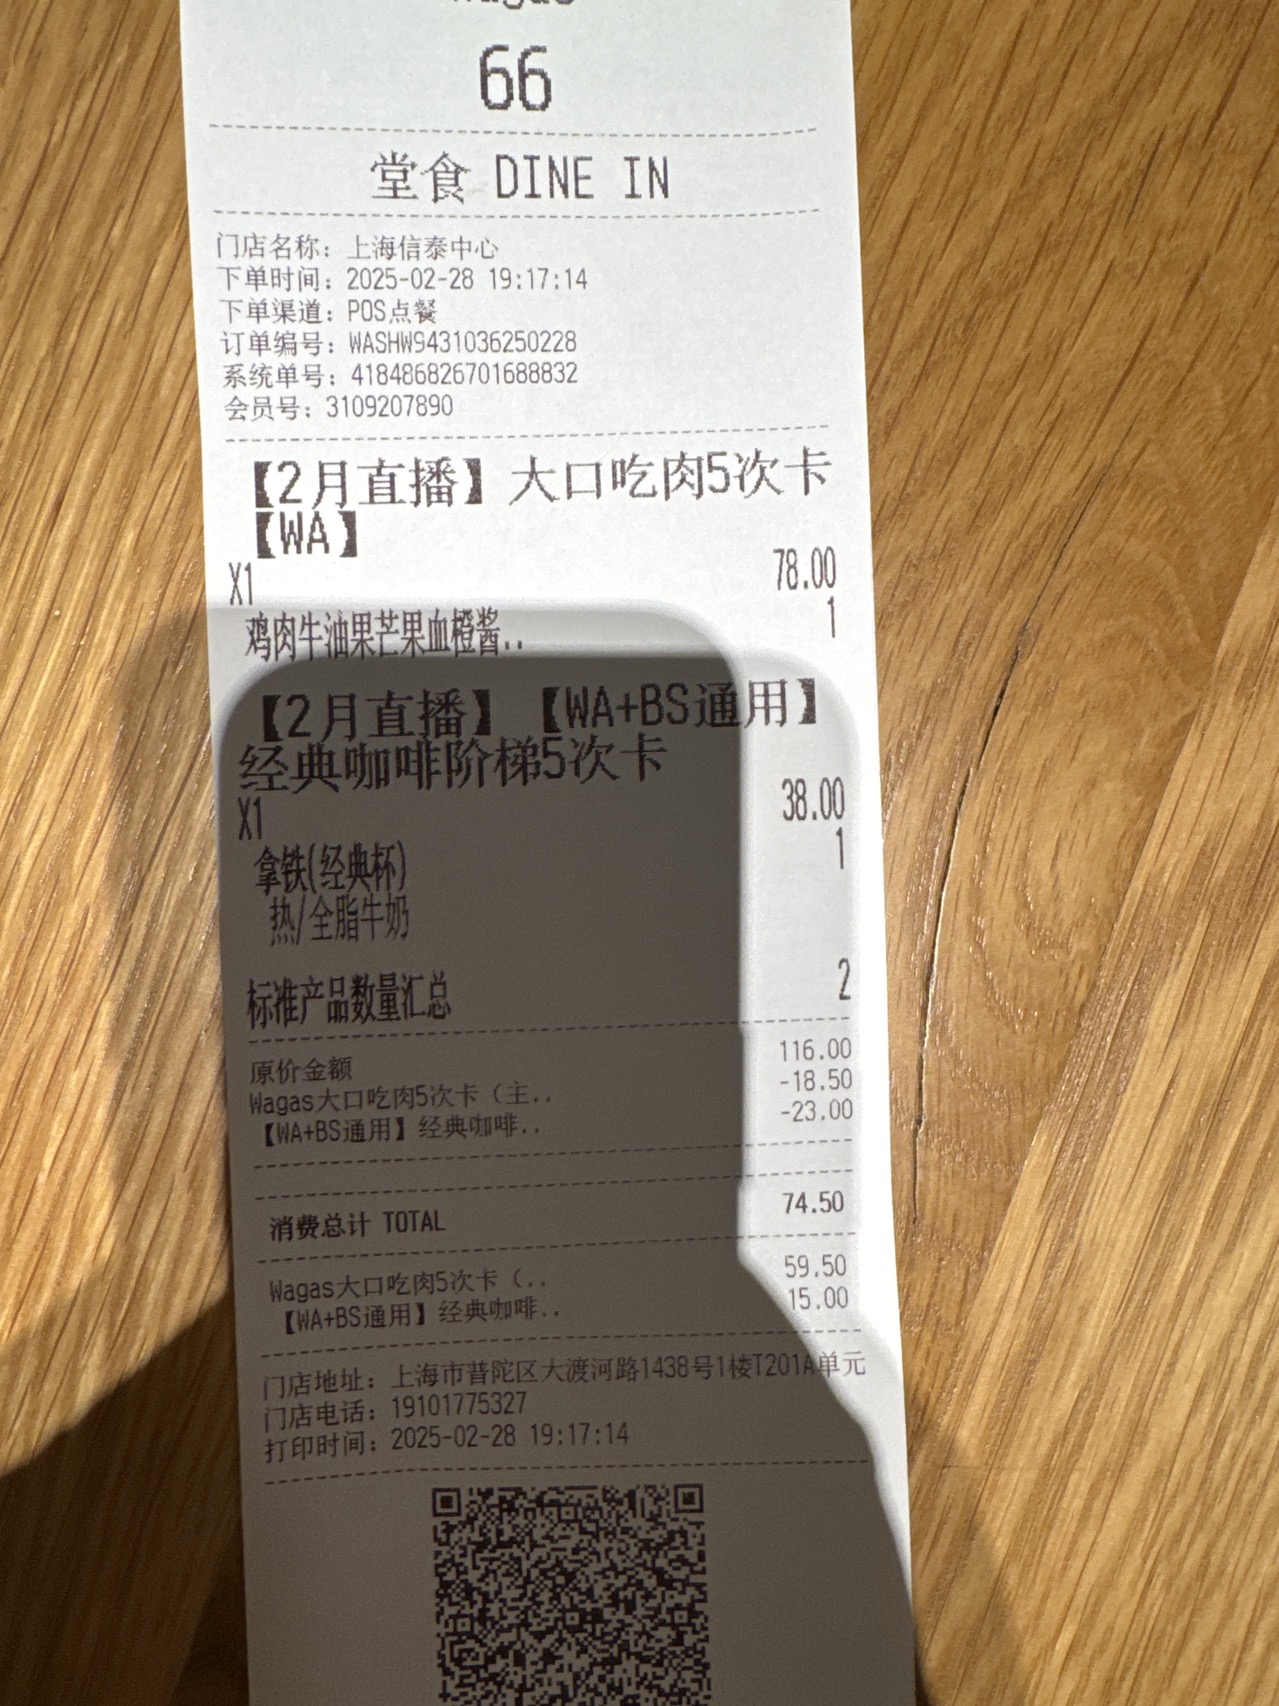 66
堂食 DINE IN
门店名称：上海信泰中心
下单时间：2025-02-28 19:17:14
下单渠道：POS点餐
订单编号：WASHW9431036250228
系统单号：418486826701688832
会员号：3109207890
【2月直播】大口吃肉5次卡
【WA】
X1 78.00
鸡肉牛油果芒果血橙酱.. 1
【2月直播】【WA+BS通用】
经典咖啡阶梯5次卡
X1 38.00
拿铁(经典杯) 1
热/全脂牛奶
标准产品数量汇总 2
原价金额 116.00
Wagas大口吃肉5次卡（主.. -18.50
【WA+BS通用】经典咖啡.. -23.00
消费总计 TOTAL 74.50
Wagas大口吃肉5次卡（.. 59.50
【WA+BS通用】经典咖啡.. 15.00
门店地址：上海市普陀区大渡河路1438号1楼T201A单元
门店电话：19101775327
打印时间：2025-02-28 19:17:14